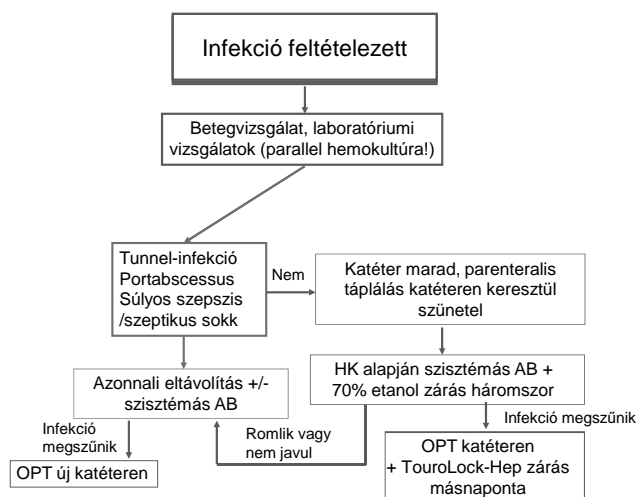 Infekció feltételezett
Betegvizsgálat, laboratóriumi
vizsgálatok (parallel hemokultúra!)
Tunnel-infekció
Portabscessus
Súlyos szepszis
/szeptikus sokk
Nem
Katéter marad, parenteralis
táplálás katéteren keresztül
szünetel
Azonnali eltávolítás +/-
szisztémás AB
HK alapján szisztémás AB +
70% etanol zárás háromszor
Infekció
megszűnik
Romlik vagy
nem javul
Infekció megszűnik
OPT új katéteren
OPT katéteren
+ TouroLock-Hep zárás
másnaponta